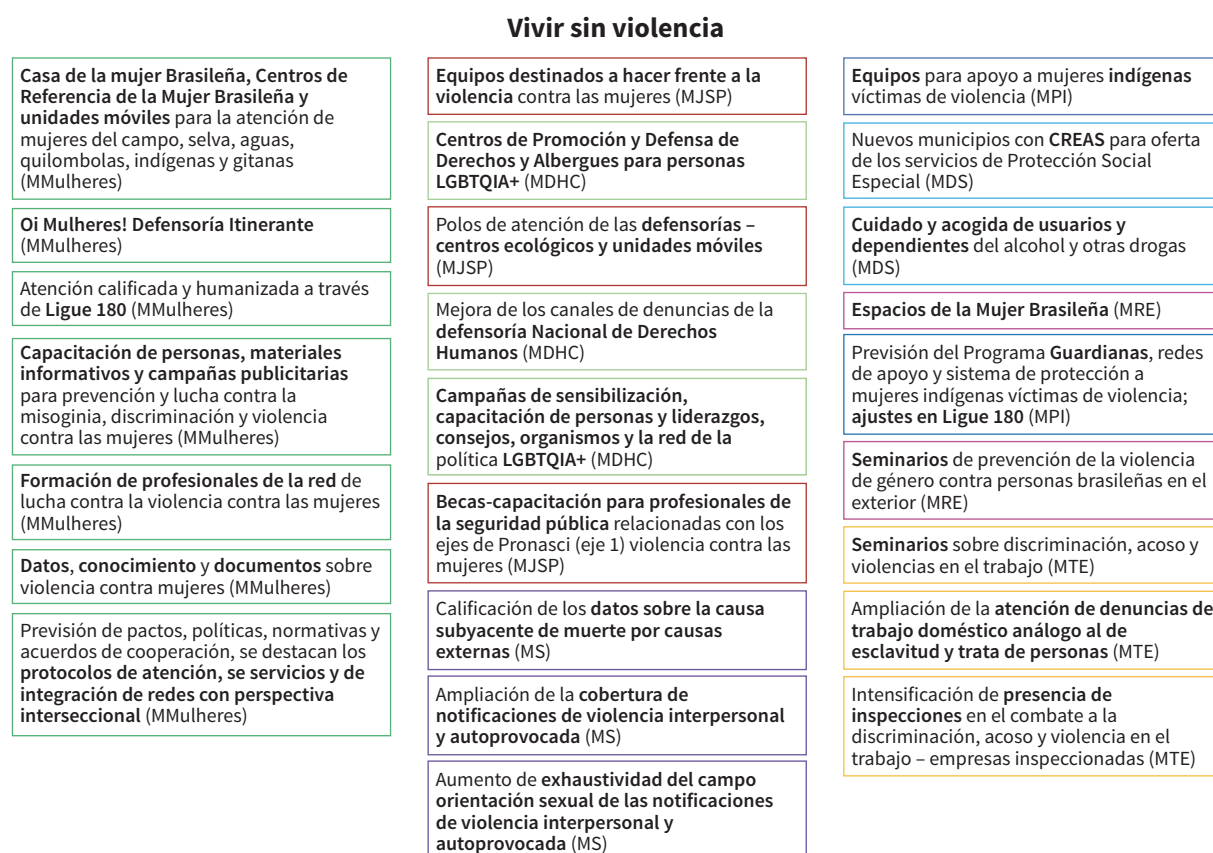 Vivir sin violencia
Casa de la mujer Brasileña, Centros de
Referencia de la Mujer Brasileña y
unidades móviles para la atención de
mujeres del campo, selva, aguas,
quilombolas, indígenas y gitanas
(MMulheres)
Oi Mulheres! Defensoría Itinerante
(MMulheres)
Atención calificada y humanizada a través
de Ligue 180 (MMulheres)
Capacitación de personas, materiales
informativos y campañas publicitarias
para prevención y lucha contra la
misoginia, discriminación y violencia
contra las mujeres (MMulheres)
Formación de profesionales de la red de
lucha contra la violencia contra las mujeres
(MMulheres)
Datos, conocimiento y documentos sobre
violencia contra mujeres (MMulheres)
Previsión de pactos, políticas, normativas y
acuerdos de cooperación, se destacan los
protocolos de atención, se servicios y de
integración de redes con perspectiva
interseccional (MMulheres)
Equipos destinados a hacer frente a la
violencia contra las mujeres (MJSP)
Centros de Promoción y Defensa de
Derechos y Albergues para personas
LGBTQIA+ (MDHC)
Polos de atención de las defensorías –
centros ecológicos y unidades móviles
(MJSP)
Mejora de los canales de denuncias de la
defensoría Nacional de Derechos
Humanos (MDHC)
Campañas de sensibilización,
capacitación de personas y liderazgos,
consejos, organismos y la red de la
política LGBTQIA+ (MDHC)
Becas-capacitación para profesionales de
la seguridad pública relacionadas con los
ejes de Pronasci (eje 1) violencia contra las
mujeres (MJSP)
Calificación de los datos sobre la causa
subyacente de muerte por causas
externas (MS)
Ampliación de la cobertura de
notificaciones de violencia interpersonal
y autoprovocada (MS)
Aumento de exhaustividad del campo
orientación sexual de las notificaciones
de violencia interpersonal y
autoprovocada (MS)
Equipos para apoyo a mujeres indígenas
víctimas de violencia (MPI)
Nuevos municipios con CREAS para oferta
de los servicios de Protección Social
Especial (MDS)
Cuidado y acogida de usuarios y
dependientes del alcohol y otras drogas
(MDS)
Espacios de la Mujer Brasileña (MRE)
Previsión del Programa Guardianas, redes
de apoyo y sistema de protección a
mujeres indígenas víctimas de violencia;
ajustes en Ligue 180 (MPI)
Seminarios de prevención de la violencia
de género contra personas brasileñas en el
exterior (MRE)
Seminarios sobre discriminación, acoso y
violencias en el trabajo (MTE)
Ampliación de la atención de denuncias de
trabajo doméstico análogo al de
esclavitud y trata de personas (MTE)
Intensificación de presencia de
inspecciones en el combate a la
discriminación, acoso y violencia en el
trabajo – empresas inspeccionadas (MTE)